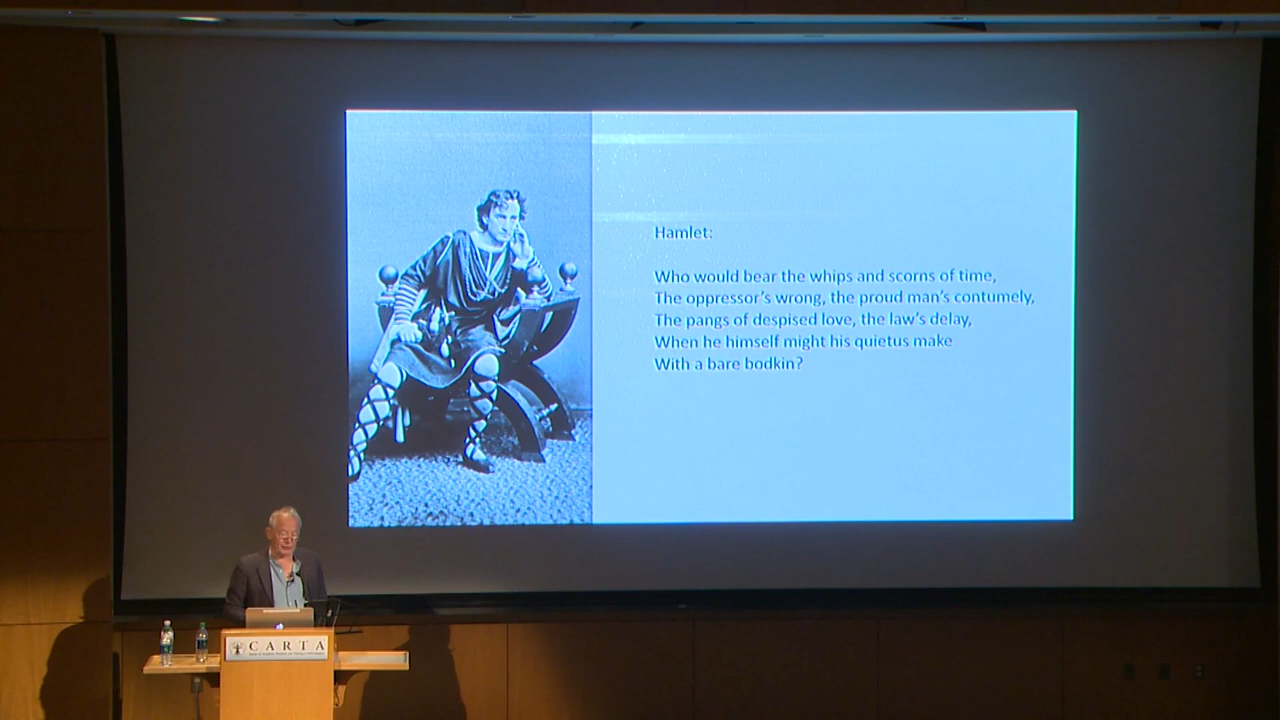 Hamlet:
Who would bear the whips and scorns of time,
The oppressor's wrong, the proud man's contumely,
The pangs of despised love, the law's delay,
When he himself might his quietus make
With a bare bodkin?
CARTA